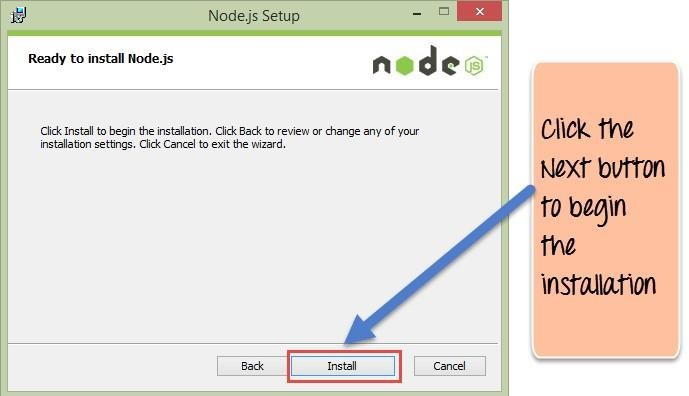 Node.js Setup
Ready to install Node.js
node
JS
Click Install to begin the installation. Click Back to review or change any of your
installation settings. Click Cancel to exit the wizard.
Back
Install
Cancel
Click the
Next button
to begin
the
installation